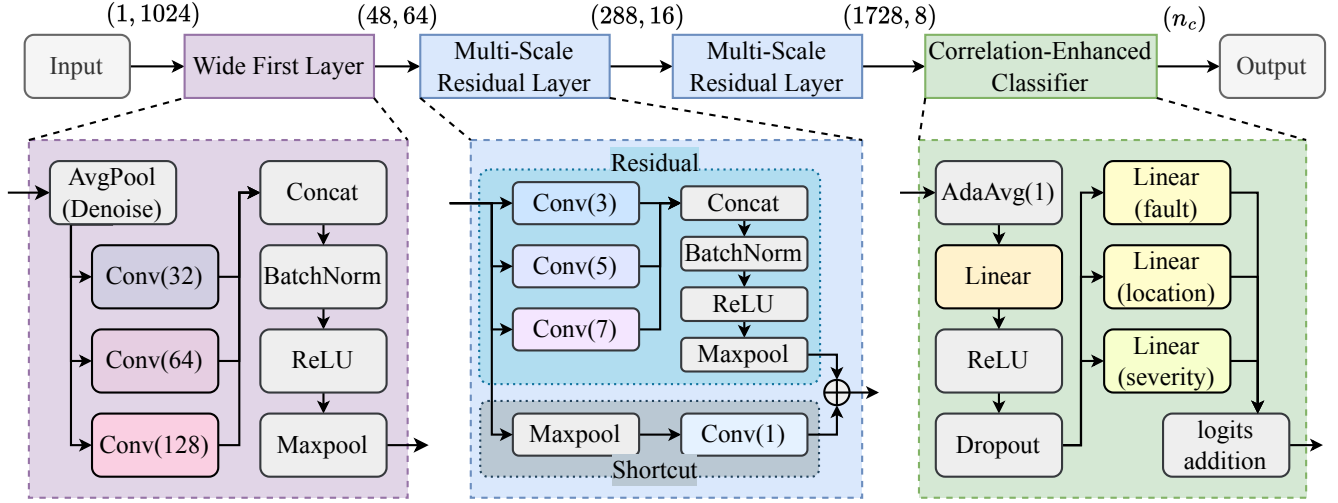 (1, 1024)
(48, 64)
(288, 16)
(1728, 8)
(n_c)
Input
Wide First Layer
Multi-Scale
Residual Layer
Multi-Scale
Residual Layer
Correlation-Enhanced
Classifier
Output
AvgPool
(Denoise)
Conv(32)
Conv(64)
Conv(128)
Concat
BatchNorm
ReLU
Maxpool
Residual
Conv(3)
Conv(5)
Conv(7)
Concat
BatchNorm
ReLU
Maxpool
Maxpool
Conv(1)
Shortcut
AdaAvg(1)
Linear
ReLU
Dropout
Linear
(fault)
Linear
(location)
Linear
(severity)
logits
addition